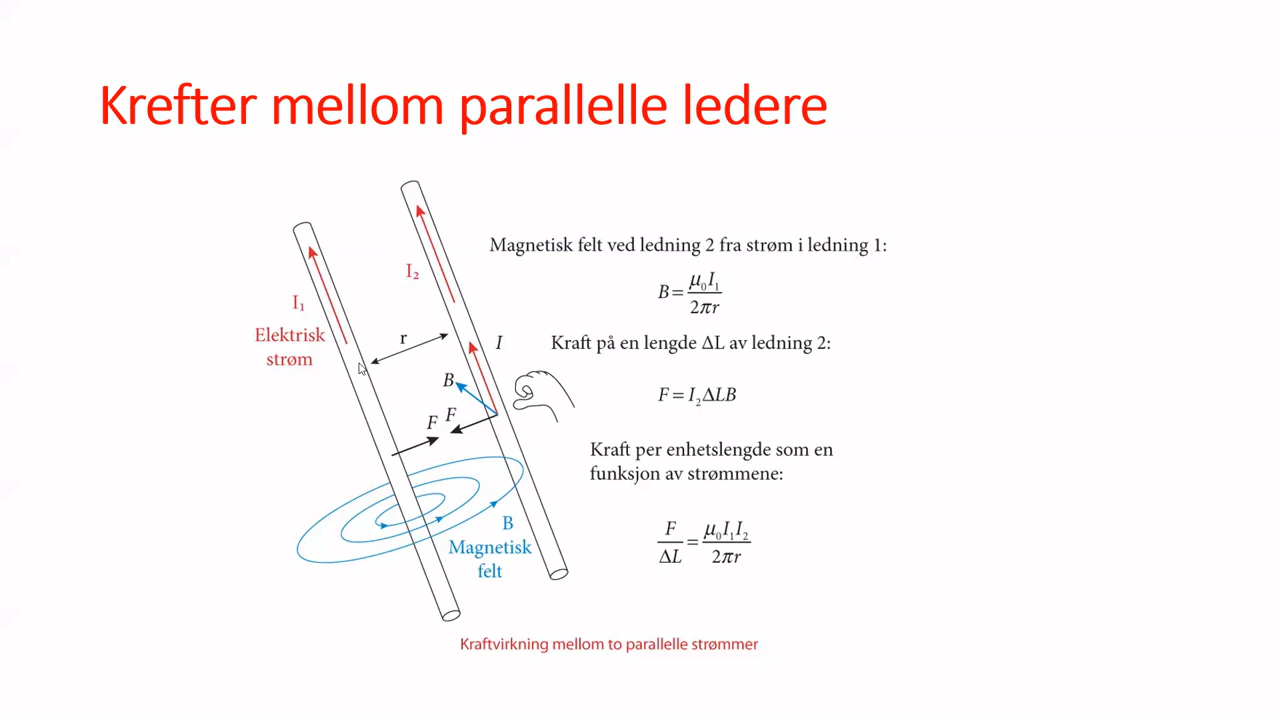 Krefter mellom parallelle ledere
Magnetisk felt ved ledning 2 fra strøm i ledning 1:
B = μ₀I₁ / 2πr
I₂
I₁
Elektrisk
strøm
r
I
Kraft på en lengde ΔL av ledning 2:
B
F = I₂ΔLB
F F
Kraft per enhetslengde som en
funksjon av strømmene:
B
Magnetisk
felt
F / ΔL = μ₀I₁I₂ / 2πr
Kraftvirkning mellom to parallelle strømmer